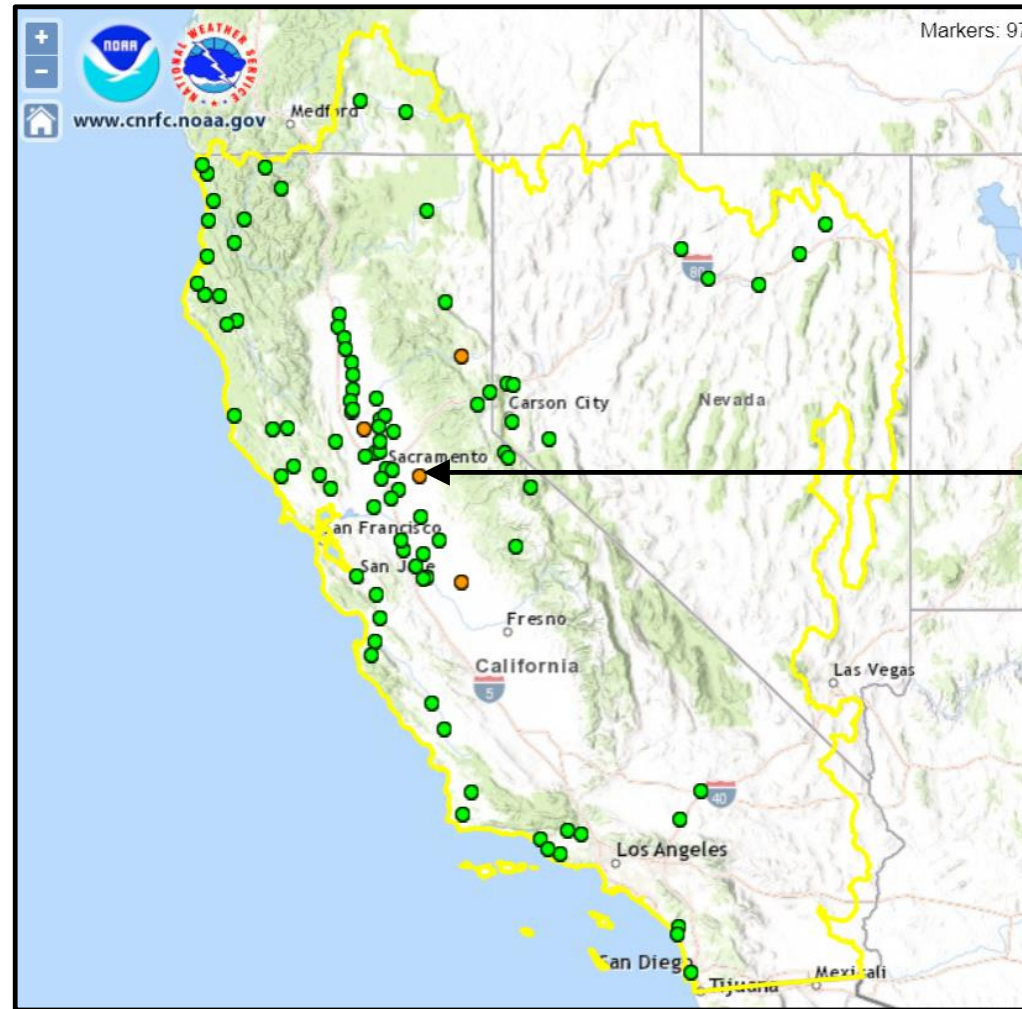 +
−
NOAA
NATIONAL WEATHER SERVICE
www.cnrfc.noaa.gov
Markers: 97
Medford
80
Carson City
Nevada
Sacramento
San Francisco
San Jose
Fresno
California
5
Las Vegas
40
Los Angeles
San Diego
Tijuana
Mexicali